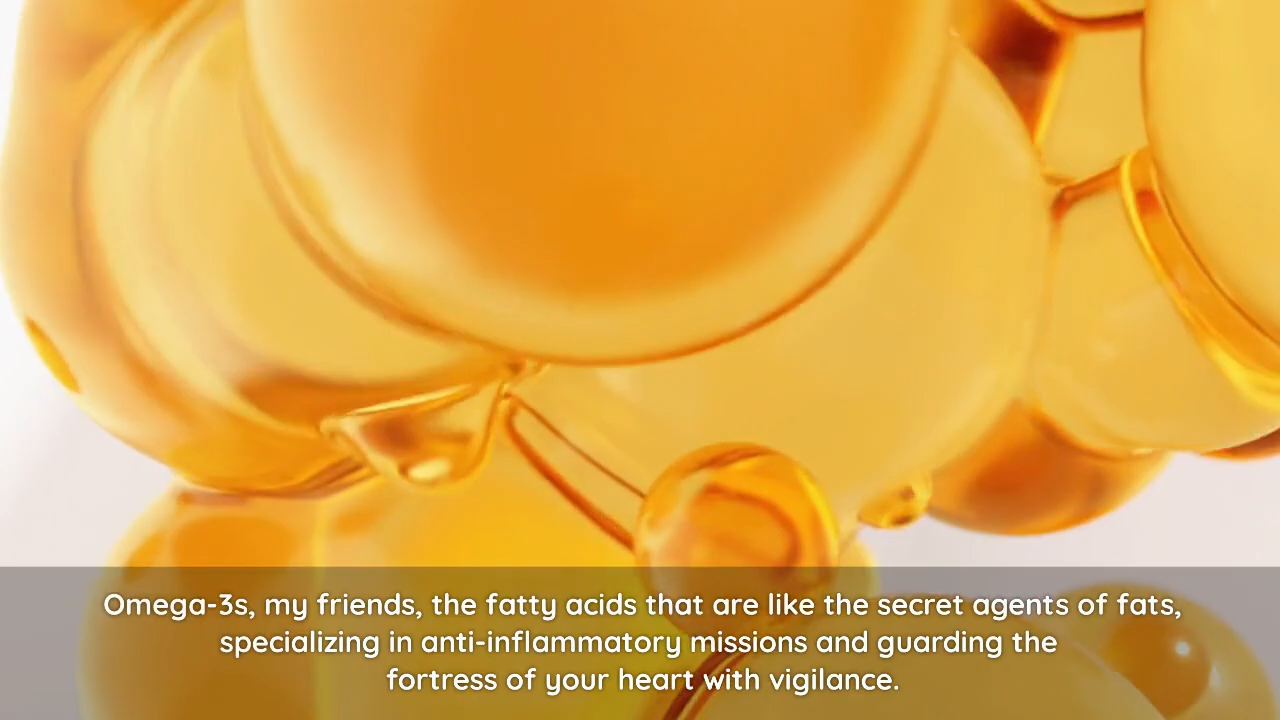 Omega-3s, my friends, the fatty acids that are like the secret agents of fats,
specializing in anti-inflammatory missions and guarding the
fortress of your heart with vigilance.